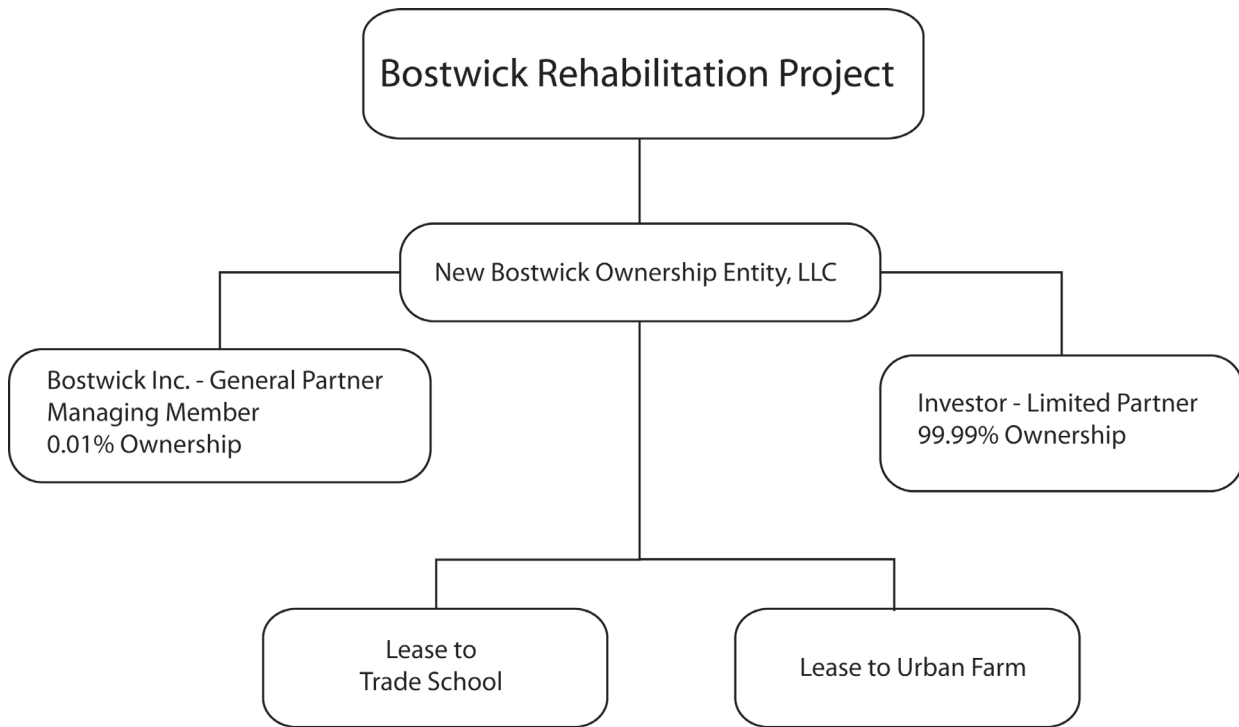 Bostwick Rehabilitation Project
New Bostwick Ownership Entity, LLC
Bostwick Inc. - General Partner
Managing Member
0.01% Ownership
Investor - Limited Partner
99.99% Ownership
Lease to
Trade School
Lease to Urban Farm